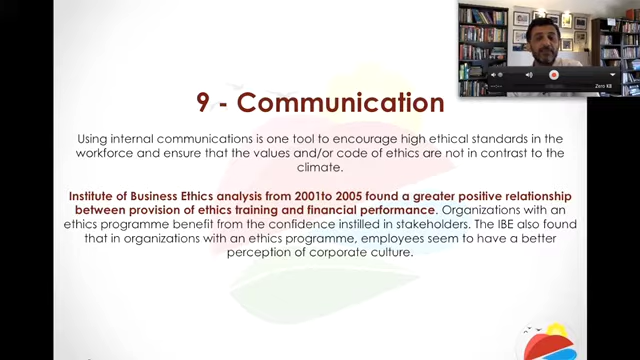 9 - Communication
Using internal communications is one tool to encourage high ethical standards in the
workforce and ensure that the values and/or code of ethics are not in contrast to the
climate.
Institute of Business Ethics analysis from 2001to 2005 found a greater positive relationship
between provision of ethics training and financial performance. Organizations with an
ethics programme benefit from the confidence instilled in stakeholders. The IBE also found
that in organizations with an ethics programme, employees seem to have a better
perception of corporate culture.
Zero KB